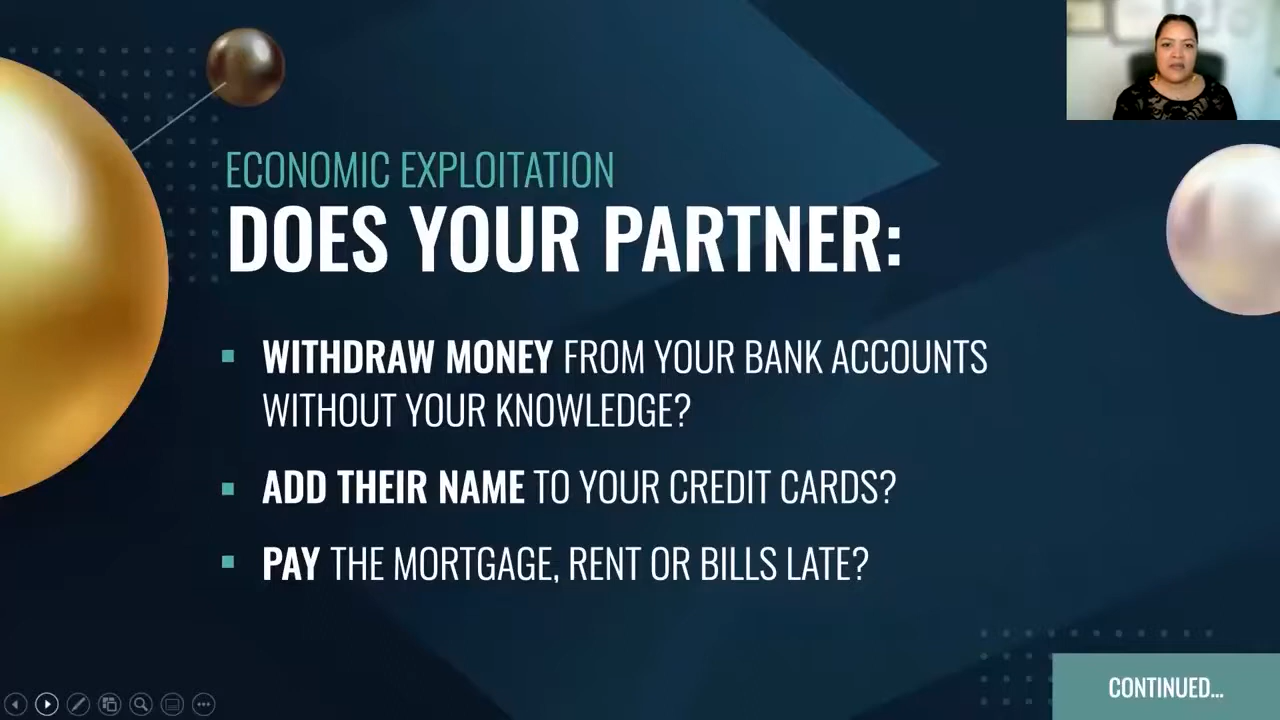 ECONOMIC EXPLOITATION
DOES YOUR PARTNER:
WITHDRAW MONEY FROM YOUR BANK ACCOUNTS
WITHOUT YOUR KNOWLEDGE?
ADD THEIR NAME TO YOUR CREDIT CARDS?
PAY THE MORTGAGE, RENT OR BILLS LATE?
CONTINUED...